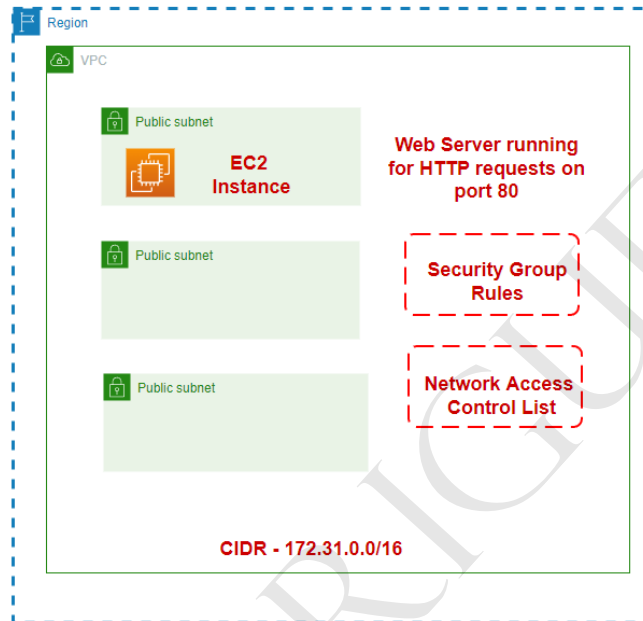 Region
VPC
Public subnet
EC2
Instance
Web Server running
for HTTP requests on
port 80
Public subnet
Security Group
Rules
Public subnet
Network Access
Control List
CIDR - 172.31.0.0/16